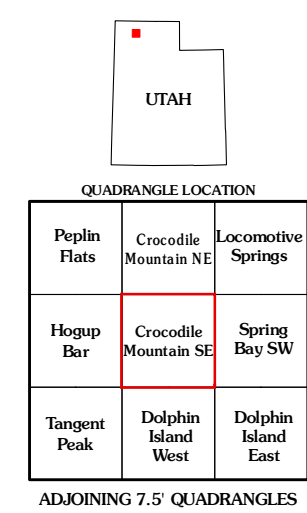 UTAH
QUADRANGLE LOCATION
Peplin
Flats
Crocodile
Mountain NE
Locomotive
Springs
Hogup
Bar
Crocodile
Mountain SE
Spring
Bay SW
Tangent
Peak
Dolphin
Island
West
Dolphin
Island
East
ADJOINING 7.5' QUADRANGLES